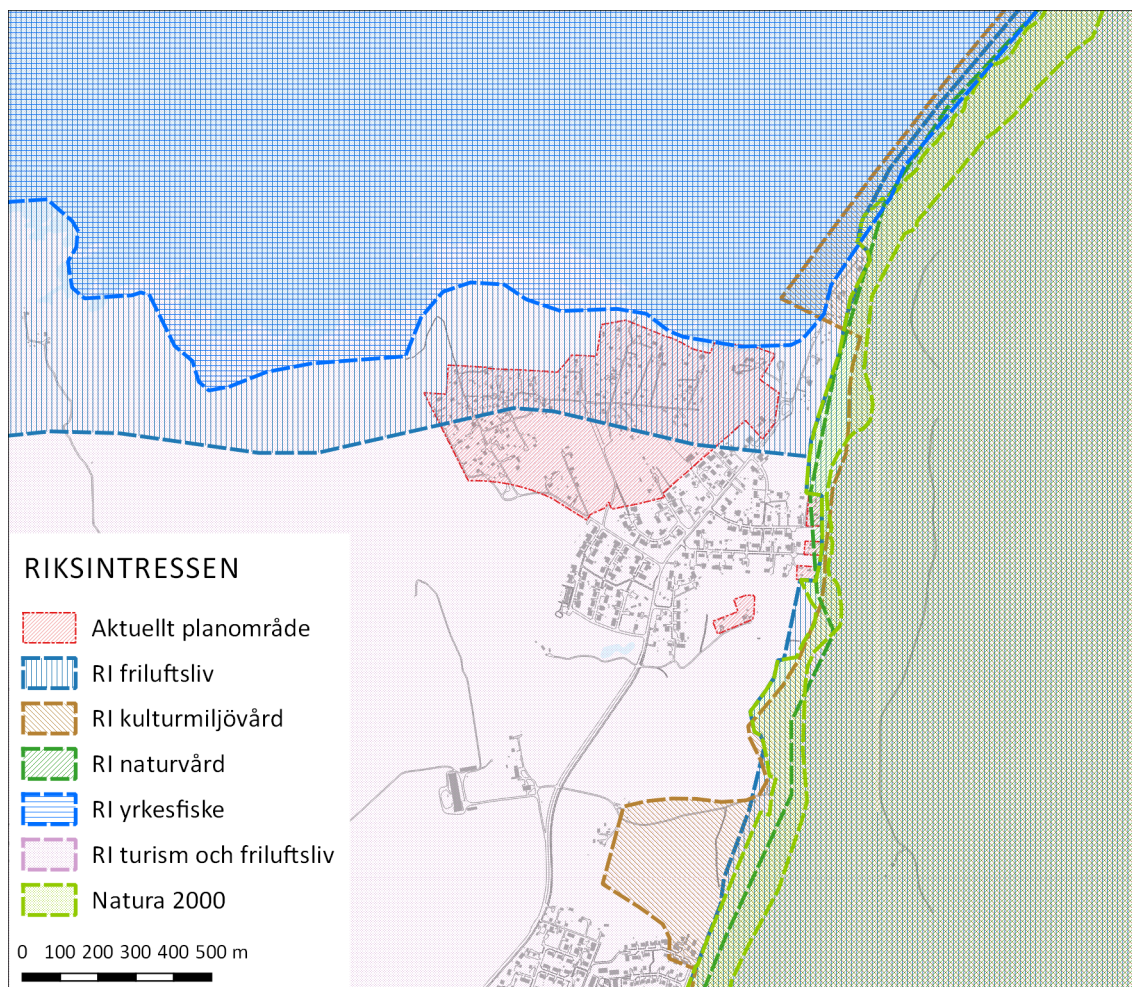 RIKSINTRESSEN
Aktuellt planområde
RI friluftsliv
RI kulturmiljövård
RI naturvård
RI yrkesfiske
RI turism och friluftsliv
Natura 2000
0 100 200 300 400 500 m